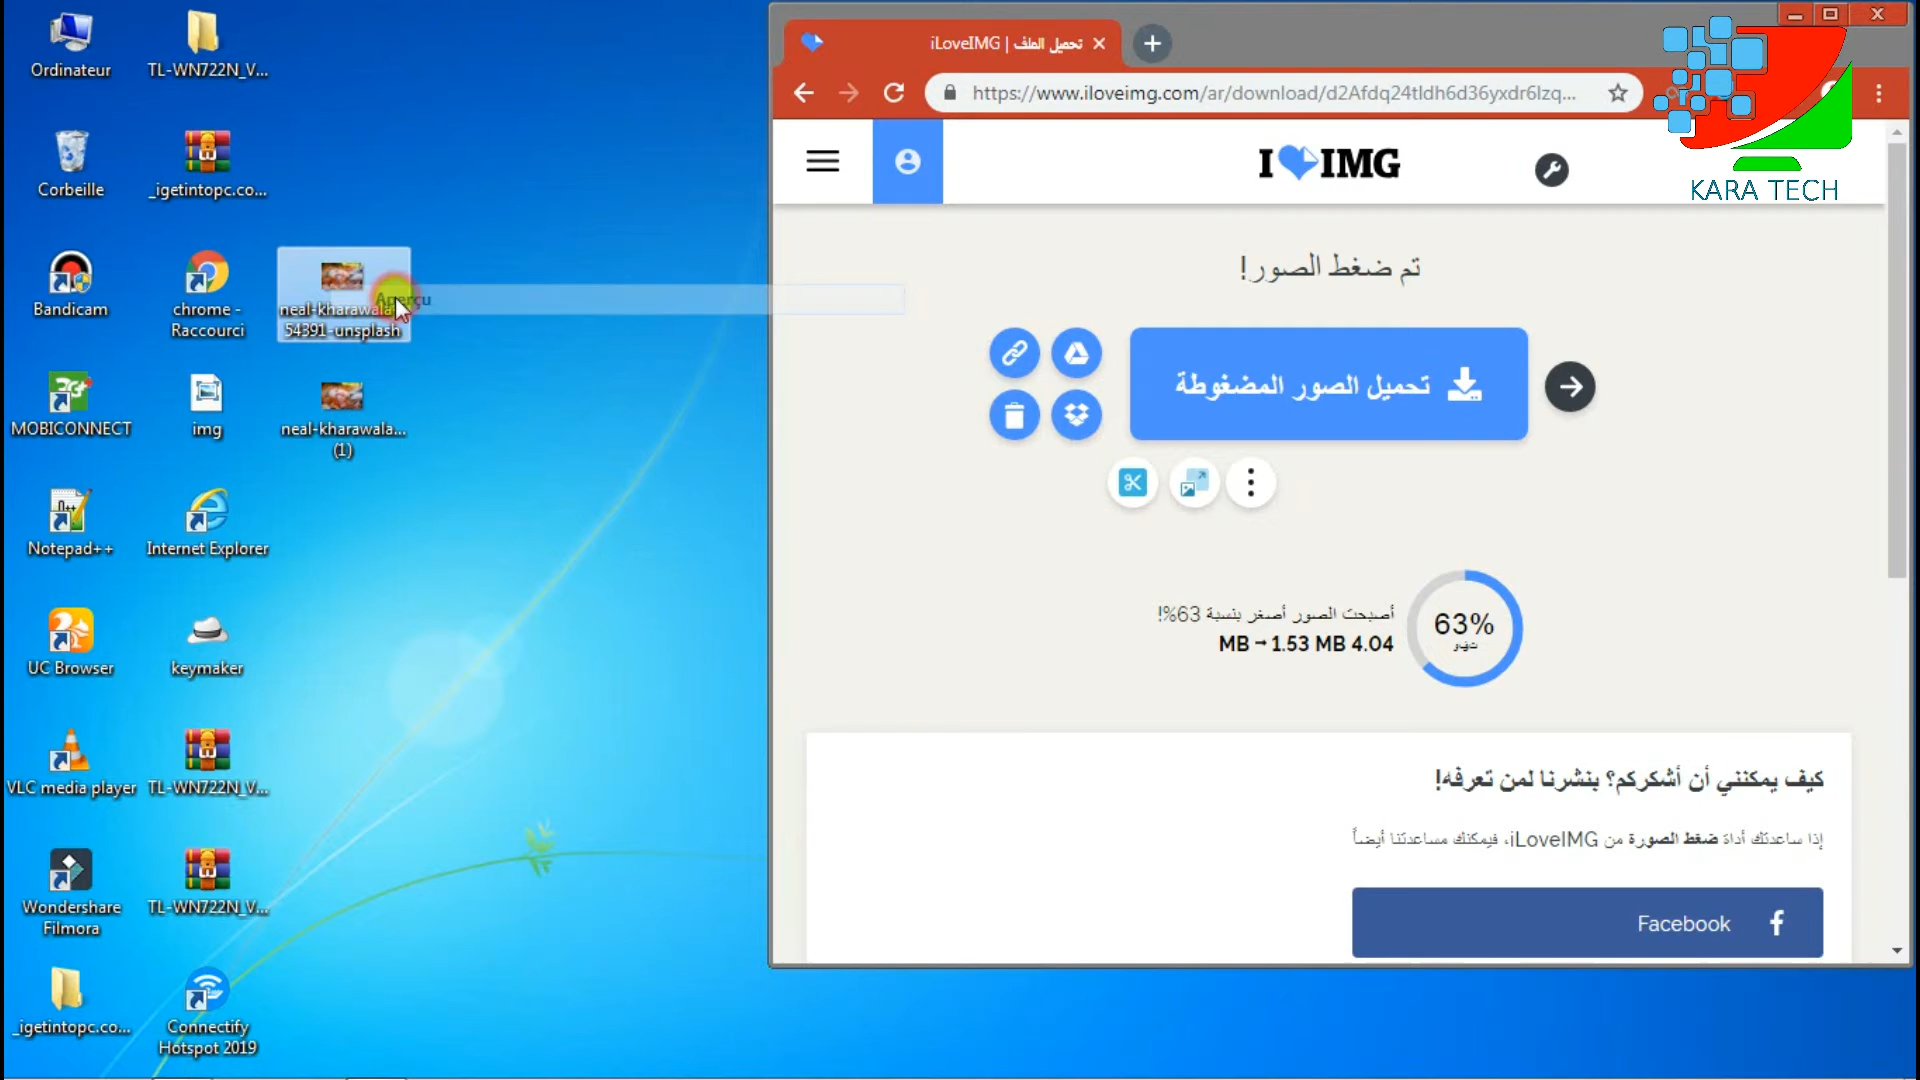 Ordinateur
TL-WN722N_V...
Corbeille
_igetintopc.co...
Bandicam
chrome -
Raccourci
neal-kharawala
54391-unsplash
Aperçu
MOBICONNECT
img
neal-kharawala...
(1)
Notepad++
Internet Explorer
UC Browser
keymaker
VLC media player
TL-WN722N_V...
Wondershare
Filmora
TL-WN722N_V...
_igetintopc.co...
Connectify
Hotspot 2019
تحميل الملف | iLoveIMG
https://www.iloveimg.com/ar/download/d2Afdq24tldh6d36yxdr6lzq...
KARA TECH
I IMG
تم ضغط الصور!
تحميل الصور المضغوطة
أصبحت الصور أصغر بنسبة 63%!
MB → 1.53 MB 4.04
63%
كيف يمكنني أن أشكركم؟ بنشرنا لمن تعرفه!
إذا ساعدتك أداة ضغط الصورة من iLoveIMG، فيمكنك مساعدتنا أيضاً
Facebook